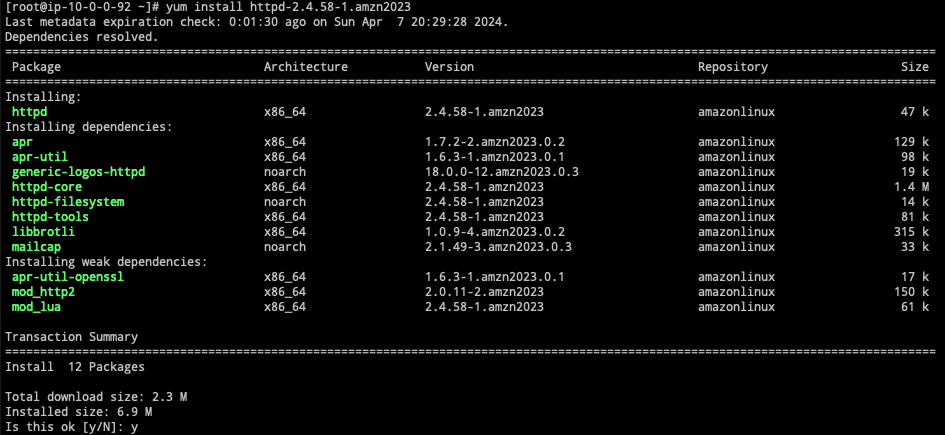 [root@ip-10-0-0-92 ~]# yum install httpd-2.4.58-1.amzn2023
Last metadata expiration check: 0:01:30 ago on Sun Apr  7 20:29:28 2024.
Dependencies resolved.
================================================================================
Package Architecture Version Repository Size
================================================================================
Installing:
httpd x86_64 2.4.58-1.amzn2023 amazonlinux 47 k
Installing dependencies:
apr x86_64 1.7.2-2.amzn2023.0.2 amazonlinux 129 k
apr-util x86_64 1.6.3-1.amzn2023.0.1 amazonlinux 98 k
generic-logos-httpd noarch 18.0.0-12.amzn2023.0.3 amazonlinux 19 k
httpd-core x86_64 2.4.58-1.amzn2023 amazonlinux 1.4 M
httpd-filesystem noarch 2.4.58-1.amzn2023 amazonlinux 14 k
httpd-tools x86_64 2.4.58-1.amzn2023 amazonlinux 81 k
libbrotli x86_64 1.0.9-4.amzn2023.0.2 amazonlinux 315 k
mailcap noarch 2.1.49-3.amzn2023.0.3 amazonlinux 33 k
Installing weak dependencies:
apr-util-openssl x86_64 1.6.3-1.amzn2023.0.1 amazonlinux 17 k
mod_http2 x86_64 2.0.11-2.amzn2023 amazonlinux 150 k
mod_lua x86_64 2.4.58-1.amzn2023 amazonlinux 61 k
Transaction Summary
================================================================================
Install  12 Packages
Total download size: 2.3 M
Installed size: 6.9 M
Is this ok [y/N]: y